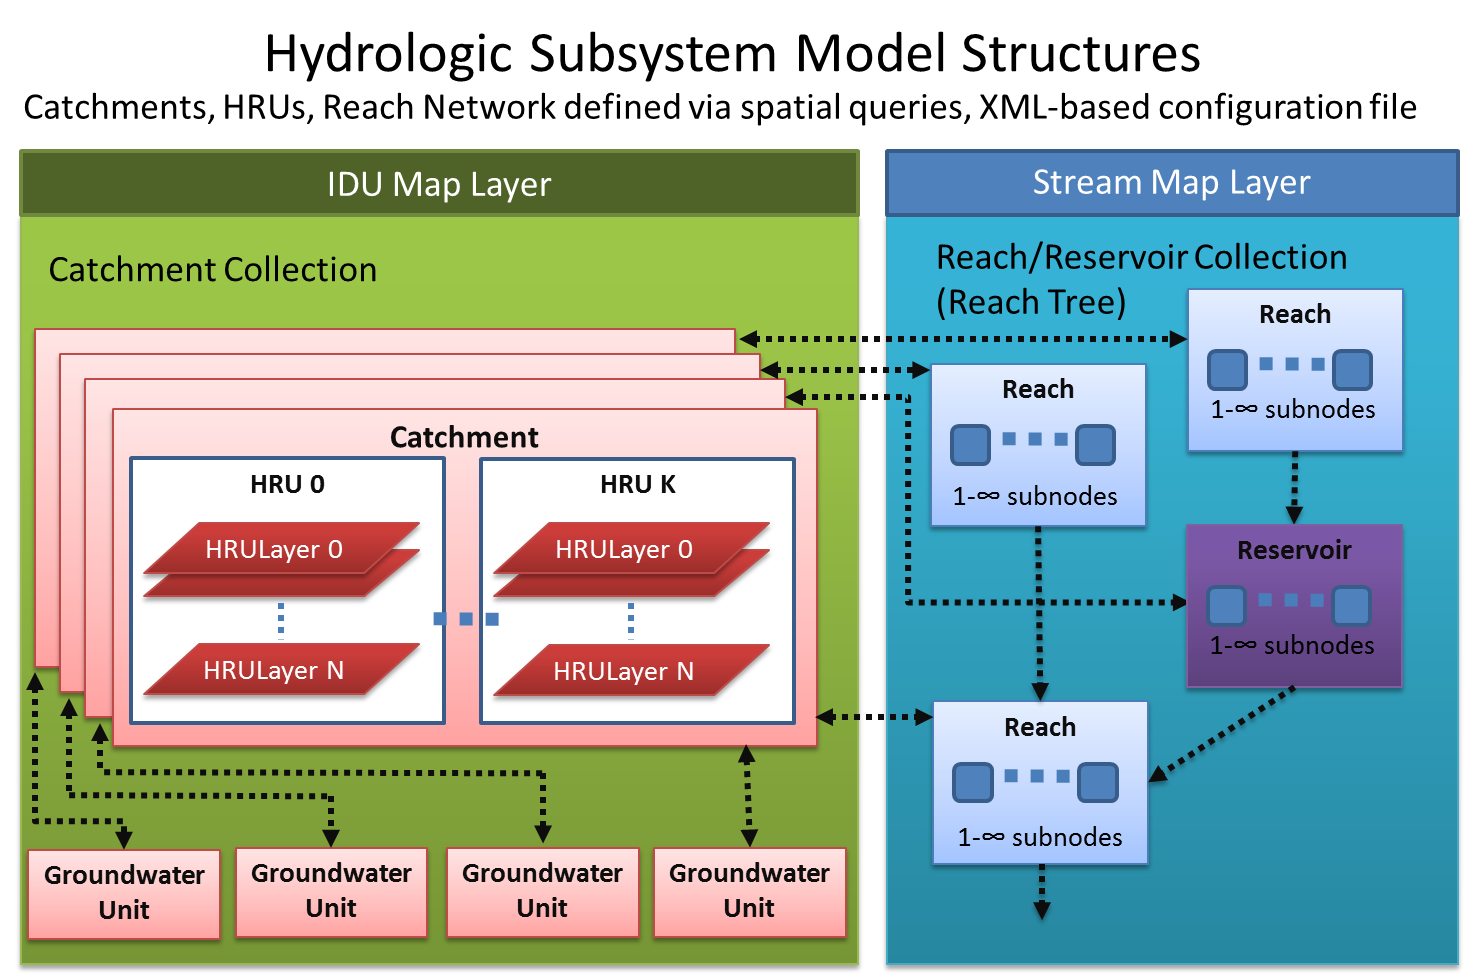 Hydrologic Subsystem Model Structures
Catchments, HRUs, Reach Network defined via spatial queries, XML-based configuration file
IDU Map Layer
Catchment Collection
Catchment
HRU 0
HRULayer 0
HRULayer N
HRU K
HRULayer 0
HRULayer N
Groundwater
Unit
Groundwater
Unit
Groundwater
Unit
Groundwater
Unit
Stream Map Layer
Reach/Reservoir Collection
(Reach Tree)
Reach
1-∞ subnodes
Reach
1-∞ subnodes
Reservoir
1-∞ subnodes
Reach
1-∞ subnodes